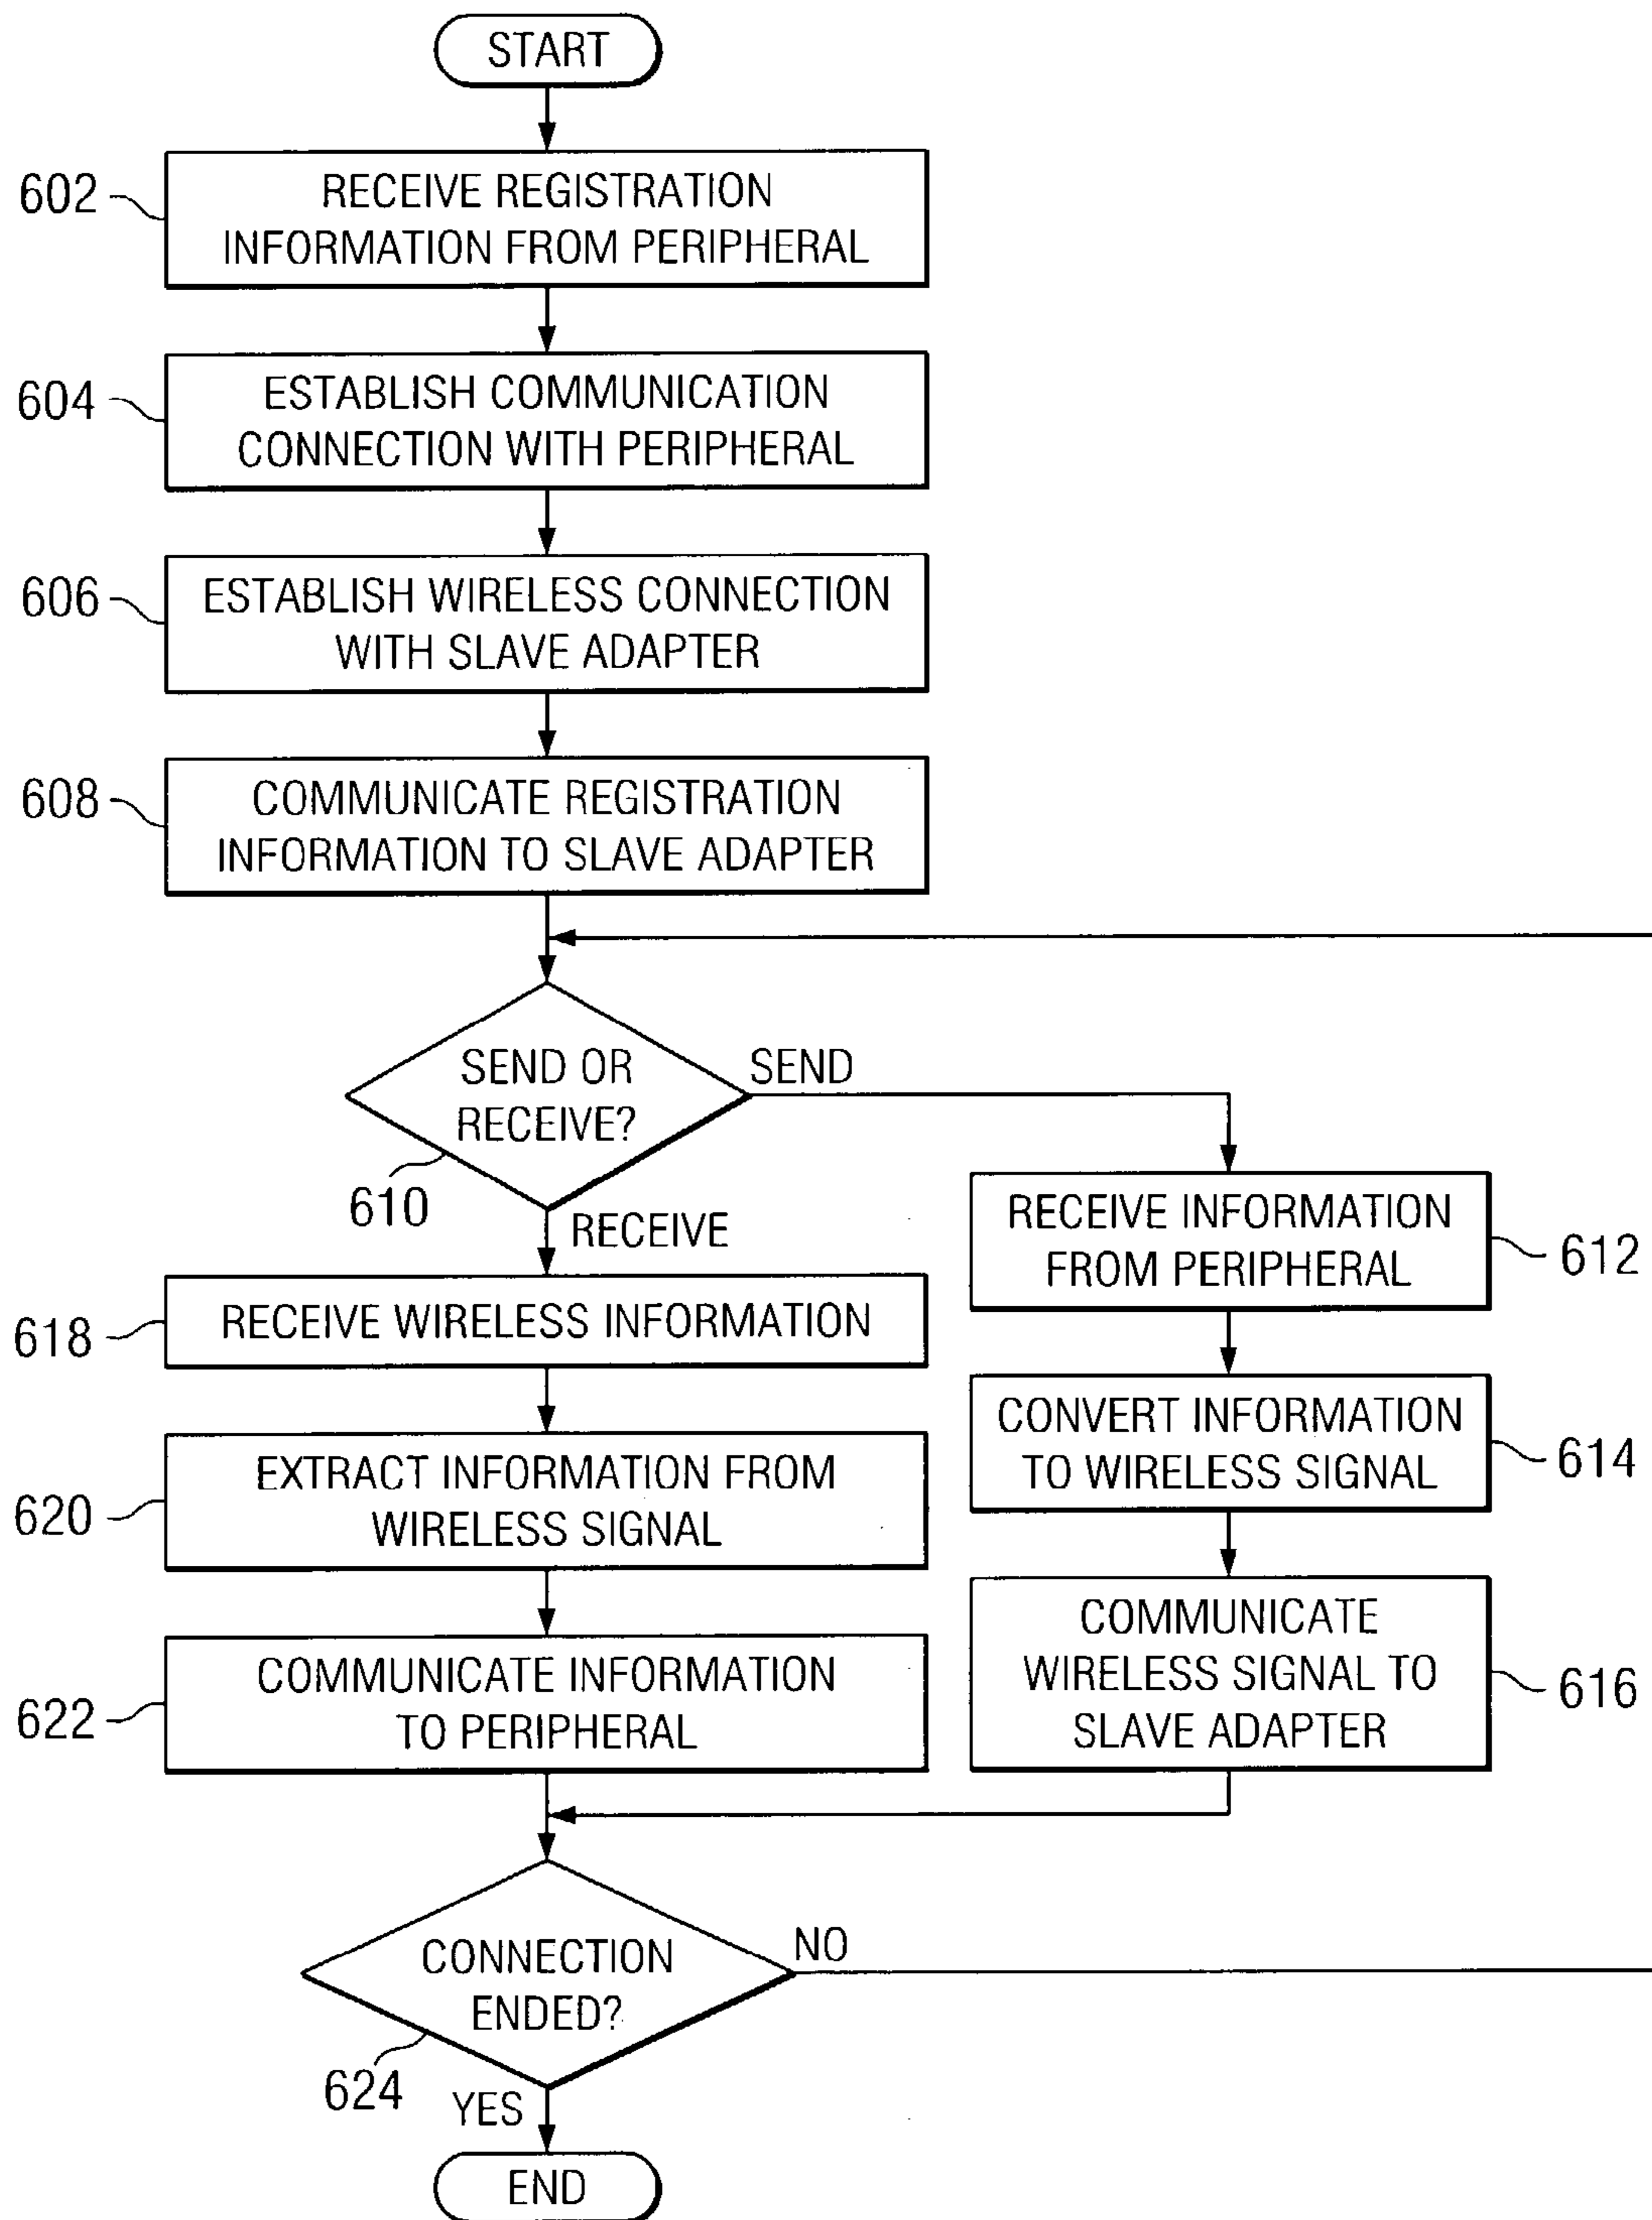 START
602
RECEIVE REGISTRATION
INFORMATION FROM PERIPHERAL
604
ESTABLISH COMMUNICATION
CONNECTION WITH PERIPHERAL
606
ESTABLISH WIRELESS CONNECTION
WITH SLAVE ADAPTER
608
COMMUNICATE REGISTRATION
INFORMATION TO SLAVE ADAPTER
SEND OR
RECEIVE?
SEND
610
RECEIVE
RECEIVE INFORMATION
FROM PERIPHERAL
612
CONVERT INFORMATION
TO WIRELESS SIGNAL
614
COMMUNICATE
WIRELESS SIGNAL TO
SLAVE ADAPTER
616
618
RECEIVE WIRELESS INFORMATION
620
EXTRACT INFORMATION FROM
WIRELESS SIGNAL
622
COMMUNICATE INFORMATION
TO PERIPHERAL
CONNECTION
ENDED?
NO
624
YES
END